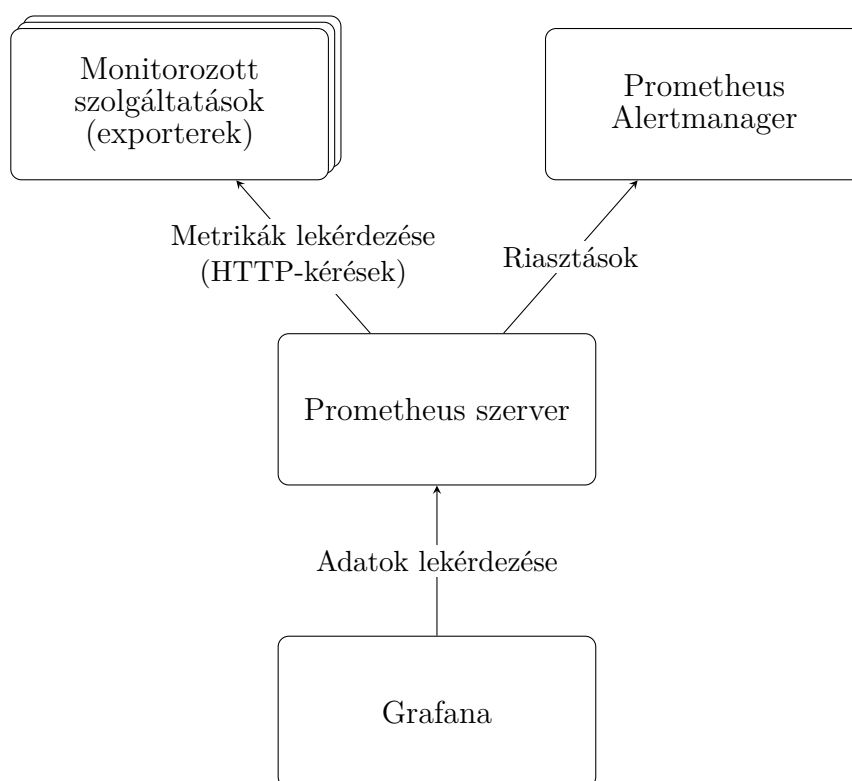 Monitorozott
szolgáltatások
(exporterek)
Prometheus
Alertmanager
Metrikák lekérdezése
(HTTP-kérések)
Riasztások
Prometheus szerver
Adatok lekérdezése
Grafana